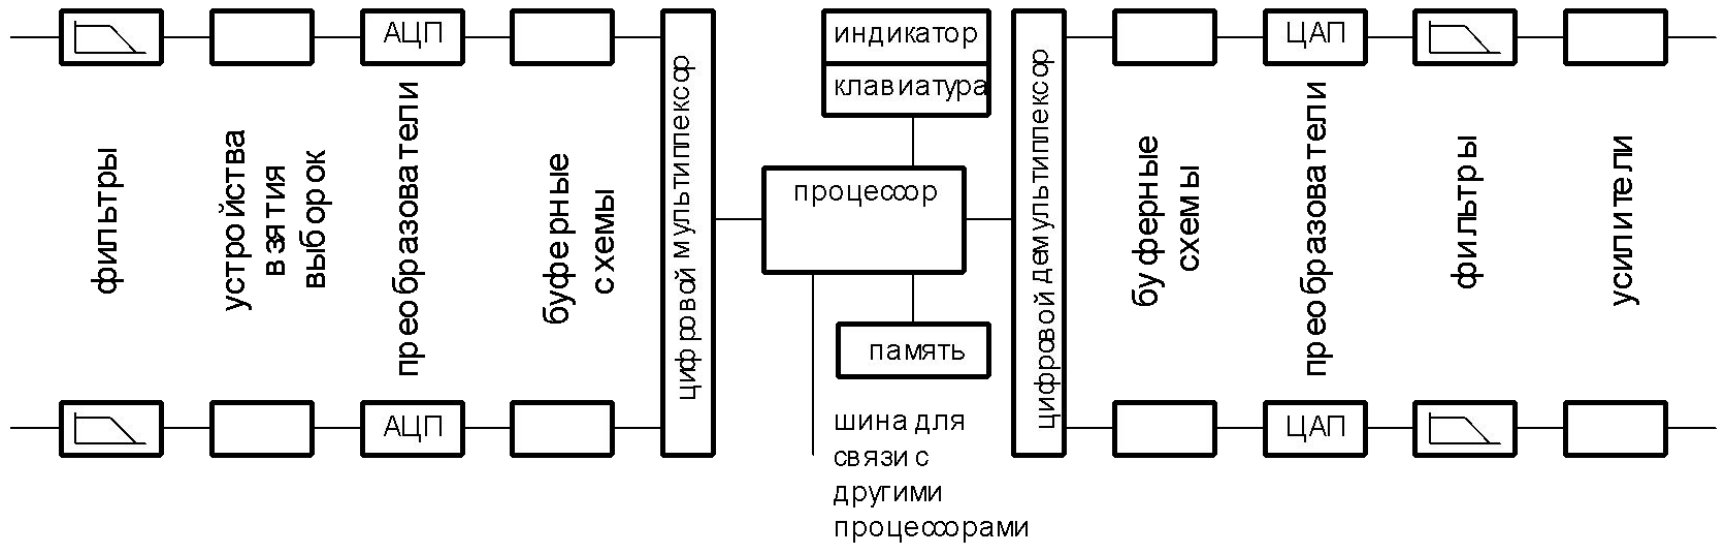 АЦП
индикатор
клавиатура
ЦАП
фильтры
устройства
взятия
выборок
преобразователи
буферные
схемы
цифровой мультиплексор
процессор
цифровой демультиплексор
буферные
схемы
преобразователи
фильтры
усилители
память
АЦП
ЦАП
шина для
связи с
другими
процессорами